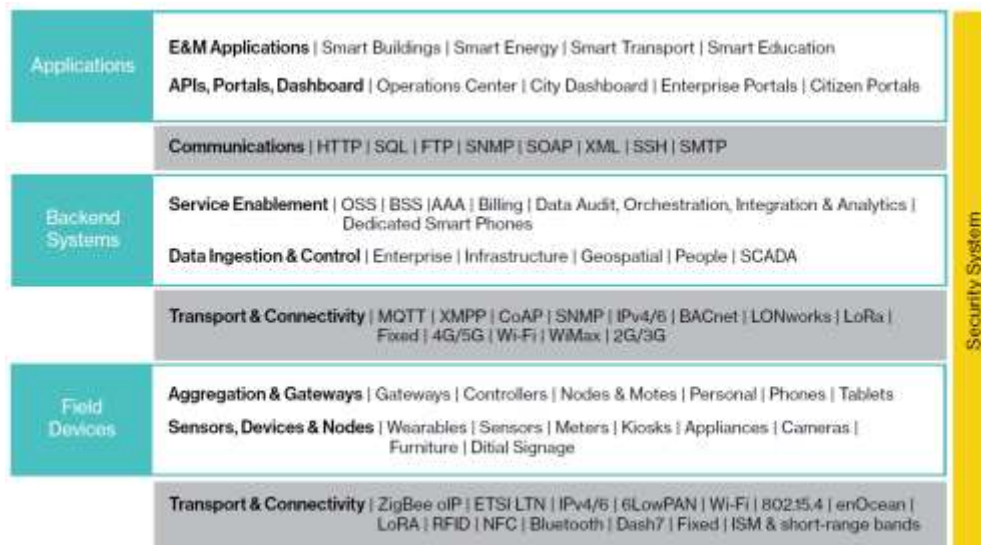 Applications
E&M Applications | Smart Buildings | Smart Energy | Smart Transport | Smart Education
APIs, Portals, Dashboard | Operations Center | City Dashboard | Enterprise Portals | Citizen Portals
Communications | HTTP | SQL | FTP | SNMP | SOAP | XML | SSH | SMTP
Backend
Systems
Service Enablement | OSS | BSS |AAA | Billing | Data Audit, Orchestration, Integration & Analytics |
Dedicated Smart Phones
Data Ingestion & Control | Enterprise | Infrastructure | Geospatial | People | SCADA
Transport & Connectivity | MQTT | XMPP | CoAP | SNMP | IPv4/6 | BACnet | LONworks | LoRa |
Fixed | 4G/5G | Wi-Fi | WiMax | 2G/3G
Field
Devices
Aggregation & Gateways | Gateways | Controllers | Nodes & Motes | Personal | Phones | Tablets
Sensors, Devices & Nodes | Wearables | Sensors | Meters | Kiosks | Appliances | Cameras |
Furniture | Ditial Signage
Transport & Connectivity | ZigBee oIP | ETSI LTN | IPv4/6 | 6LowPAN | Wi-Fi | 802.15.4 | enOcean |
LoRA | RFID | NFC | Bluetooth | Dash7 | Fixed | ISM & short-range bands
Security System